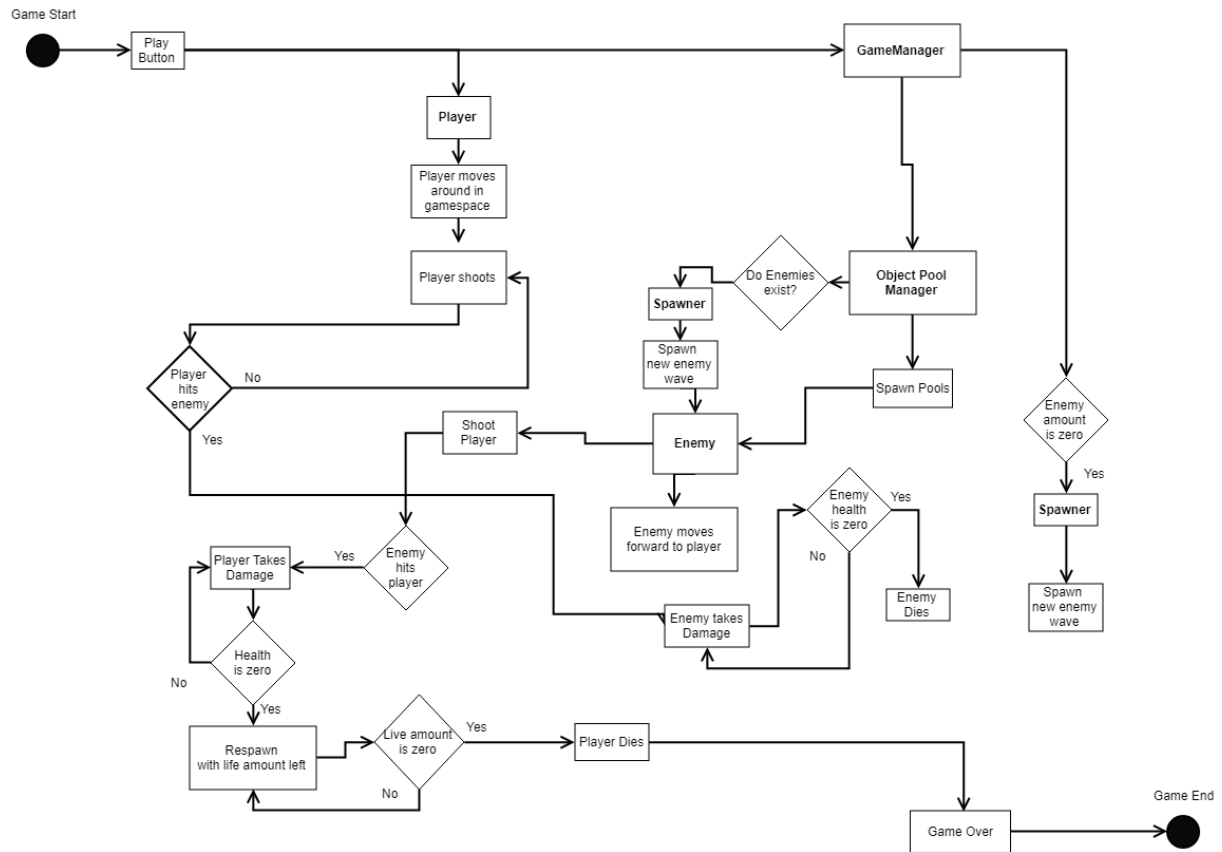 Game Start
Play
Button
GameManager
Player
Player moves
around in
gamespace
Player shoots
Do Enemies
exist?
Object Pool
Manager
Spawner
Spawn
new enemy
wave
Spawn Pools
Player
hits
enemy
No
Yes
Shoot
Player
Enemy
Enemy
amount
is zero
Yes
Spawner
Spawn
new enemy
wave
Enemy moves
forward to player
Enemy
health
is zero
Yes
No
Enemy
Dies
Enemy
hits
player
Yes
Player Takes
Damage
Enemy takes
Damage
Health
is zero
No
Yes
Respawn
with life amount left
Live amount
is zero
Yes
No
Player Dies
Game Over
Game End